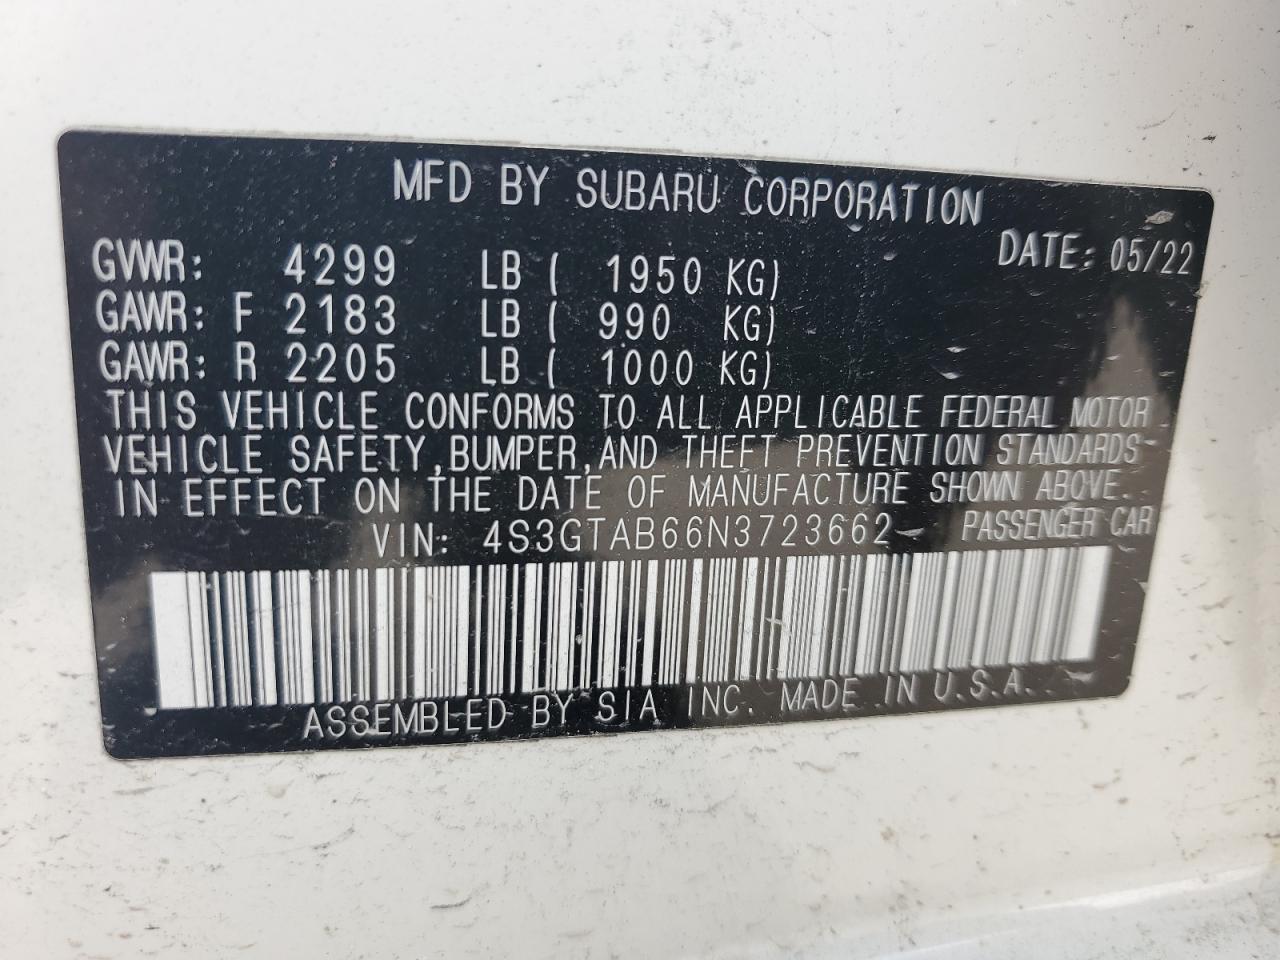 MFD BY SUBARU CORPORATION
DATE: 05/22
GVWR: 4299 LB ( 1950 KG)
GAWR: F 2183 LB ( 990 KG)
GAWR: R 2205 LB ( 1000 KG)
THIS VEHICLE CONFORMS TO ALL APPLICABLE FEDERAL MOTOR
VEHICLE SAFETY, BUMPER, AND THEFT PREVENTION STANDARDS
IN EFFECT ON THE DATE OF MANUFACTURE SHOWN ABOVE.
VIN: 4S3GTAB66N3723662 PASSENGER CAR
ASSEMBLED BY SIA INC. MADE IN U.S.A.